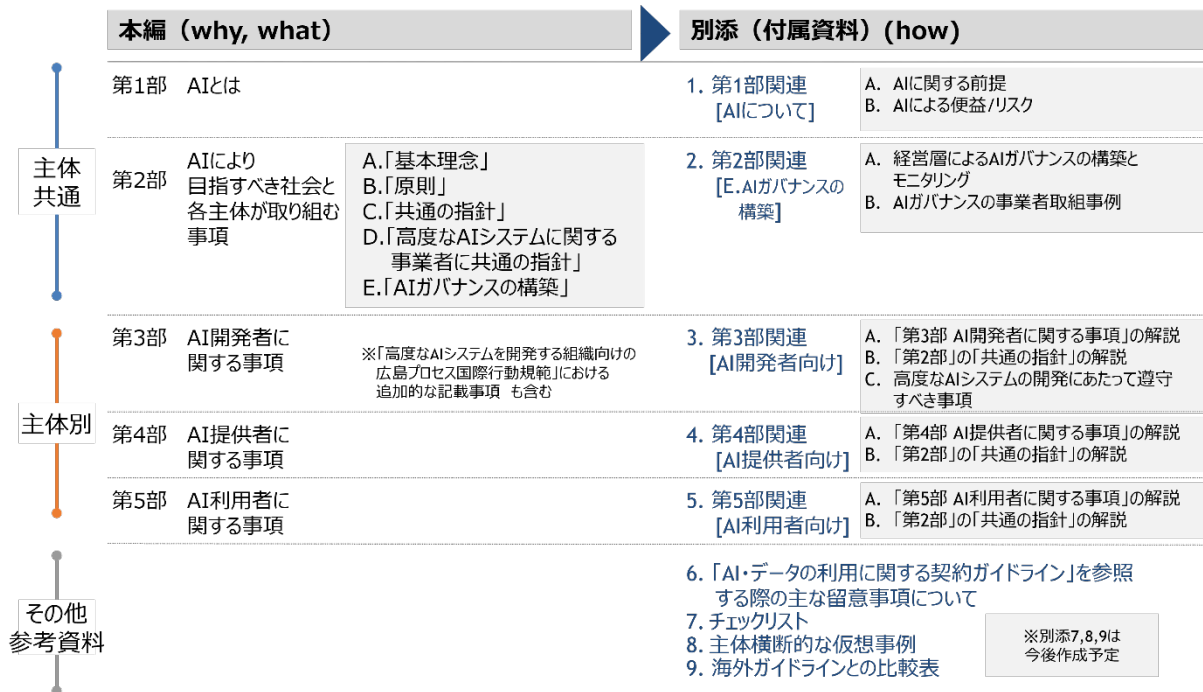 本編（why, what）
別添（付属資料）(how)
主体
共通
第1部 AIとは
1. 第1部関連
[AIについて]
A. AIに関する前提
B. AIによる便益/リスク
第2部
AIにより
目指すべき社会と
各主体が取り組む
事項
A.「基本理念」
B.「原則」
C.「共通の指針」
D.「高度なAIシステムに関する
事業者に共通の指針」
E.「AIガバナンスの構築」
2. 第2部関連
[E.AIガバナンスの
構築]
A. 経営層によるAIガバナンスの構築と
モニタリング
B. AIガバナンスの事業者取組事例
主体別
第3部 AI開発者に
関する事項
※「高度なAIシステムを開発する組織向けの
広島プロセス国際行動規範」における
追加的な記載事項 も含む
3. 第3部関連
[AI開発者向け]
A. 「第3部 AI開発者に関する事項」の解説
B. 「第2部」の「共通の指針」の解説
C. 高度なAIシステムの開発にあたって遵守
すべき事項
第4部 AI提供者に
関する事項
4. 第4部関連
[AI提供者向け]
A. 「第4部 AI提供者に関する事項」の解説
B. 「第2部」の「共通の指針」の解説
第5部 AI利用者に
関する事項
5. 第5部関連
[AI利用者向け]
A. 「第5部 AI利用者に関する事項」の解説
B. 「第2部」の「共通の指針」の解説
その他
参考資料
6.「AI・データの利用に関する契約ガイドライン」を参照
する際の主な留意事項について
7. チェックリスト
8. 主体横断的な仮想事例
9. 海外ガイドラインとの比較表
※別添7,8,9は
今後作成予定